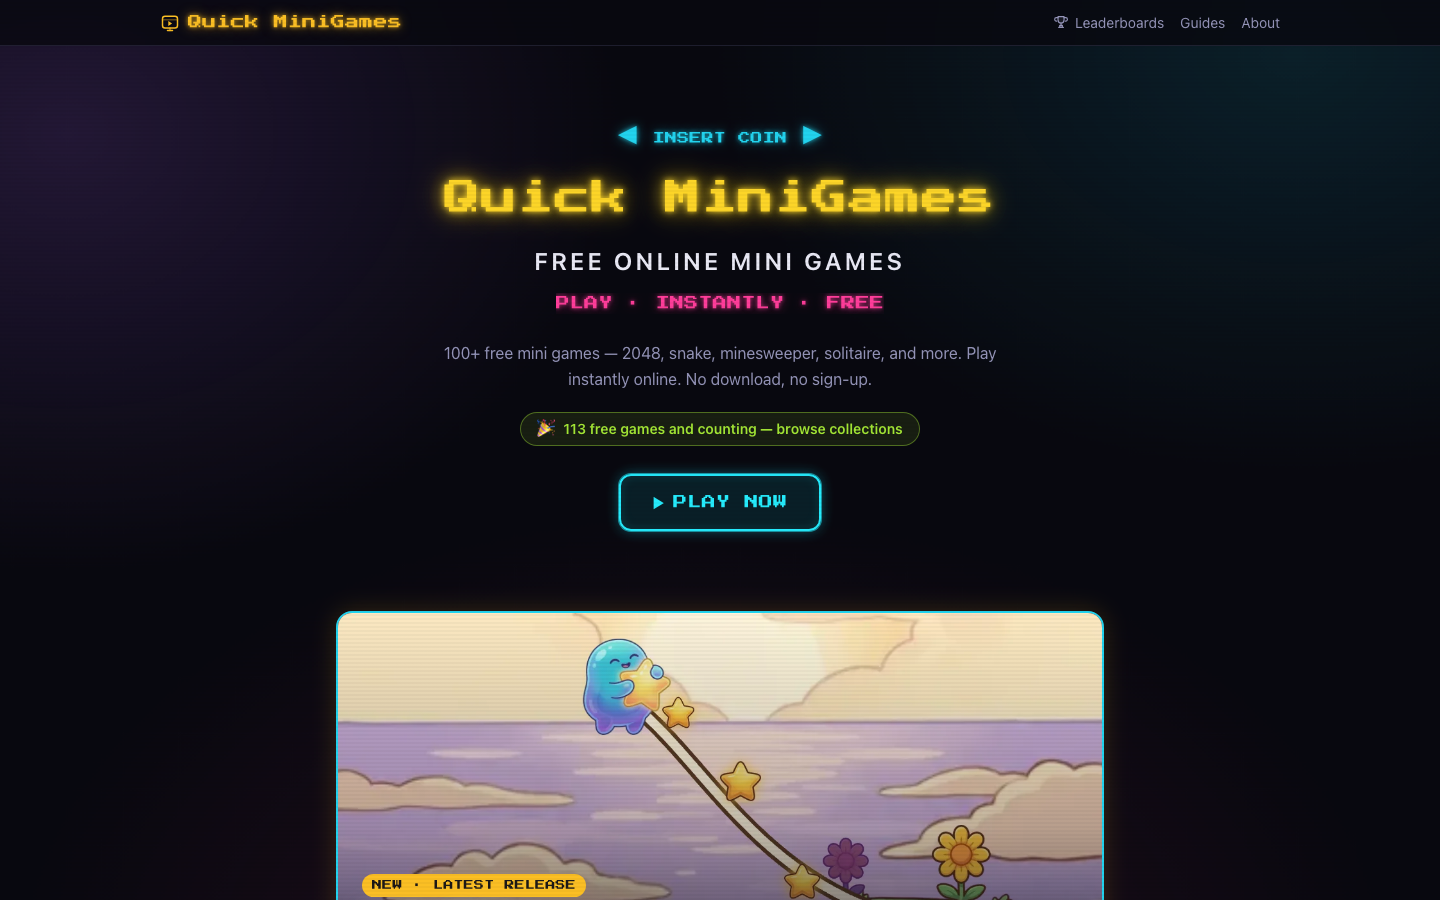 Quick MiniGames
Leaderboards Guides About
INSERT COIN
Quick MiniGames
FREE ONLINE MINI GAMES
PLAY · INSTANTLY · FREE
100+ free mini games — 2048, snake, minesweeper, solitaire, and more. Play
instantly online. No download, no sign-up.
113 free games and counting — browse collections
PLAY NOW
NEW · LATEST RELEASE